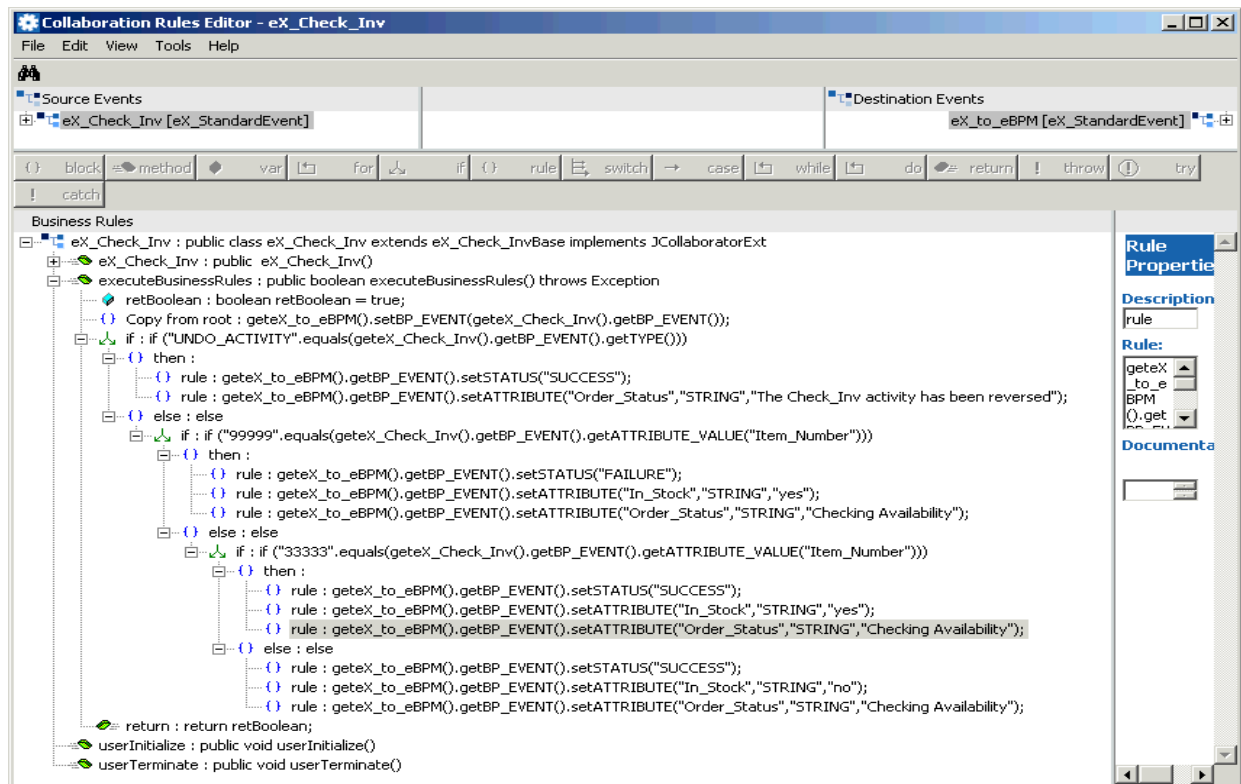 Collaboration Rules Editor - eX_Check_Inv
File Edit View Tools Help
Source Events
Destination Events
eX_Check_Inv [eX_StandardEvent]
eX_to_eBPM [eX_StandardEvent]
{} block method var for if {} rule switch case while do return ! throw try
! catch
Business Rules
eX_Check_Inv : public class eX_Check_Inv extends eX_Check_InvBase implements JCollaboratorExt
eX_Check_Inv : public eX_Check_Inv()
executeBusinessRules : public boolean executeBusinessRules() throws Exception
retBoolean : boolean retBoolean = true;
{} Copy from root : geteX_to_eBPM().setBP_EVENT(geteX_Check_Inv().getBP_EVENT());
if : if ("UNDO_ACTIVITY".equals(geteX_Check_Inv().getBP_EVENT().getTYPE()))
{} then :
{} rule : geteX_to_eBPM().getBP_EVENT().setSTATUS("SUCCESS");
{} rule : geteX_to_eBPM().getBP_EVENT().setATTRIBUTE("Order_Status","STRING","The Check_Inv activity has been reversed");
{} else : else
if : if ("99999".equals(geteX_Check_Inv().getBP_EVENT().getATTRIBUTE_VALUE("Item_Number")))
{} then :
{} rule : geteX_to_eBPM().getBP_EVENT().setSTATUS("FAILURE");
{} rule : geteX_to_eBPM().getBP_EVENT().setATTRIBUTE("In_Stock","STRING","yes");
{} rule : geteX_to_eBPM().getBP_EVENT().setATTRIBUTE("Order_Status","STRING","Checking Availability");
{} else : else
if : if ("33333".equals(geteX_Check_Inv().getBP_EVENT().getATTRIBUTE_VALUE("Item_Number")))
{} then :
{} rule : geteX_to_eBPM().getBP_EVENT().setSTATUS("SUCCESS");
{} rule : geteX_to_eBPM().getBP_EVENT().setATTRIBUTE("In_Stock","STRING","yes");
{} rule : geteX_to_eBPM().getBP_EVENT().setATTRIBUTE("Order_Status","STRING","Checking Availability");
{} else : else
{} rule : geteX_to_eBPM().getBP_EVENT().setSTATUS("SUCCESS");
{} rule : geteX_to_eBPM().getBP_EVENT().setATTRIBUTE("In_Stock","STRING","no");
{} rule : geteX_to_eBPM().getBP_EVENT().setATTRIBUTE("Order_Status","STRING","Checking Availability");
return : return retBoolean;
userInitialize : public void userInitialize()
userTerminate : public void userTerminate()
Rule
Propertie
Description
rule
Rule:
geteX
_to_e
BPM
().get
Documenta